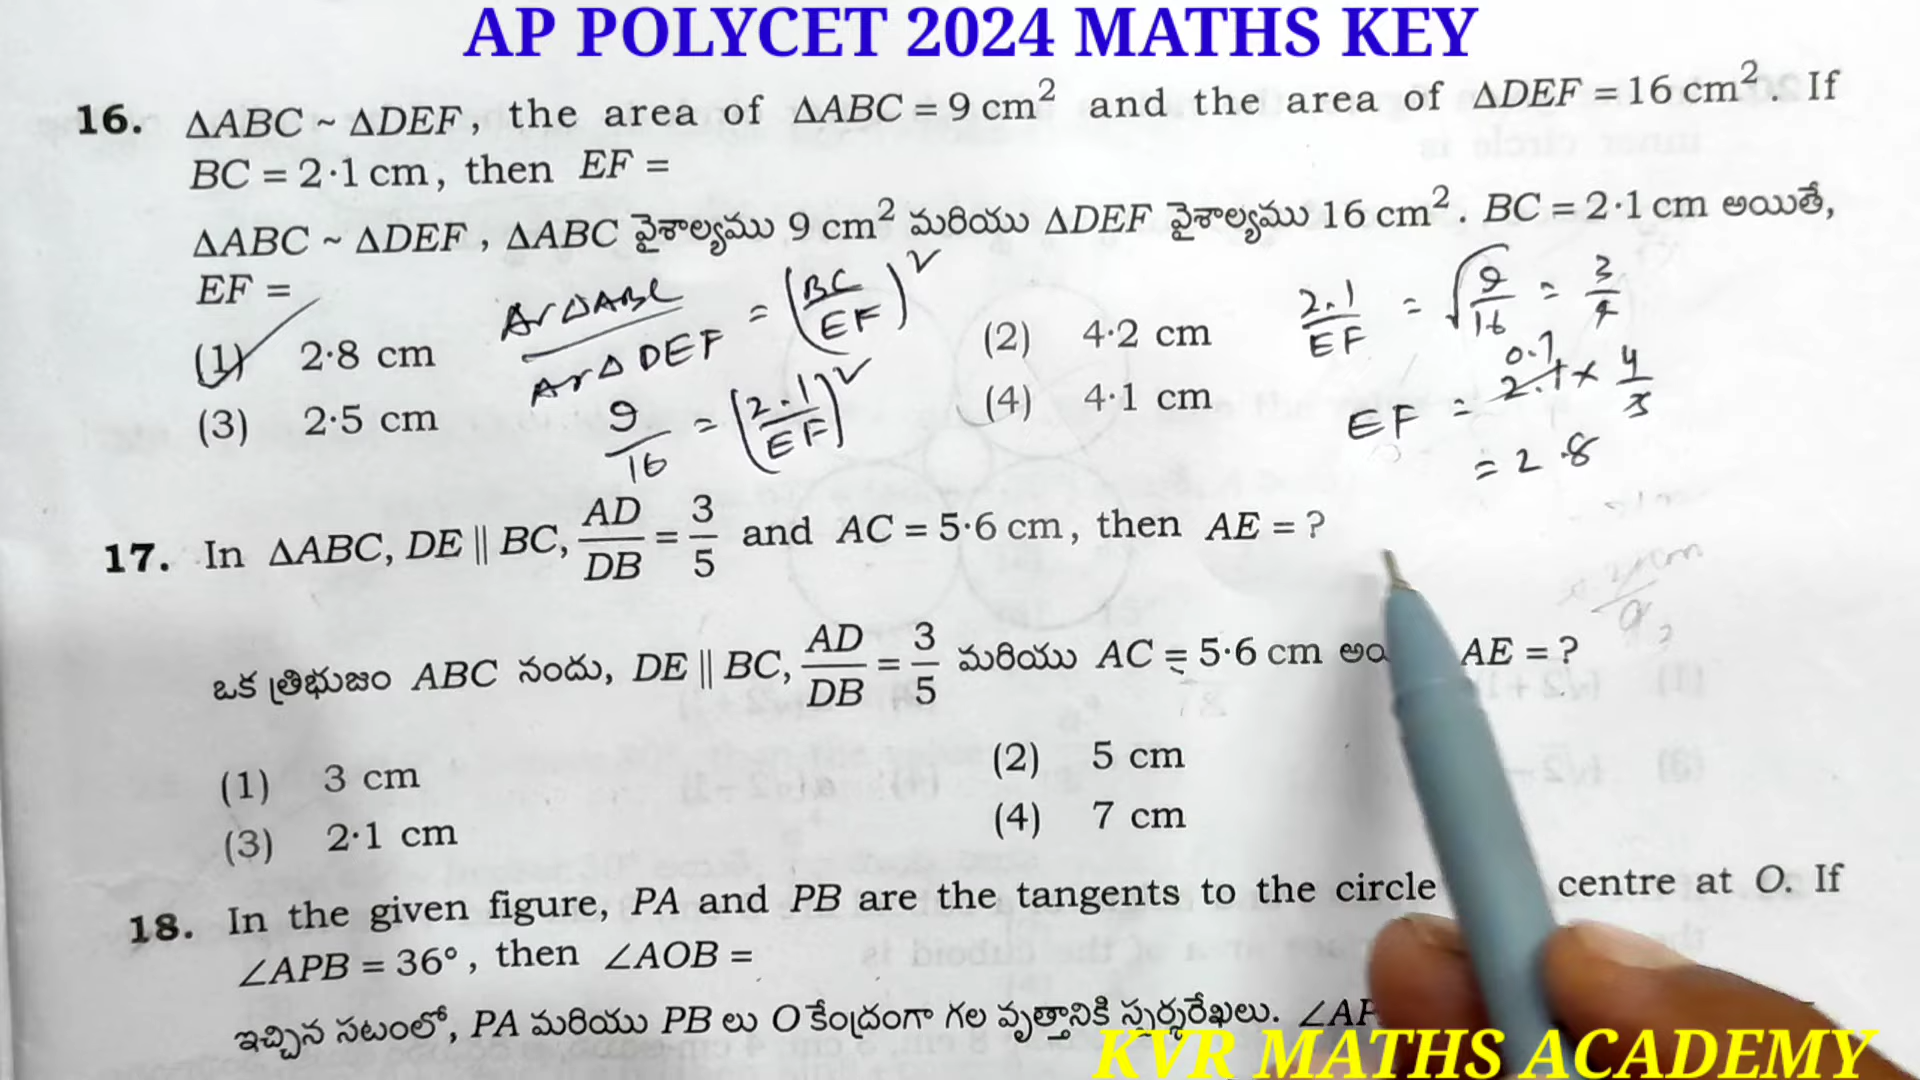 AP POLYCET 2024 MATHS KEY
16. ΔABC ~ ΔDEF, the area of ΔABC = 9 cm² and the area of ΔDEF = 16 cm². If
BC = 2·1 cm, then EF =
ΔABC ~ ΔDEF, ΔABC వైశాల్యము 9 cm² మరియు ΔDEF వైశాల్యము 16 cm². BC = 2·1 cm అయితే,
EF =
(1) 2·8 cm
(2) 4·2 cm
(3) 2·5 cm
(4) 4·1 cm
ArΔABC / ArΔDEF = (BC/EF)²
9/16 = (2.1/EF)²
2.1/EF = √(9/16) = 3/4
0.7
EF = 2.1 × 4/3
= 2.8
17. In ΔABC, DE || BC, AD/DB = 3/5 and AC = 5·6 cm, then AE = ?
ఒక త్రిభుజం ABC నందు, DE || BC, AD/DB = 3/5 మరియు AC = 5·6 cm AE = ?
(1) 3 cm
(2) 5 cm
(3) 2·1 cm
(4) 7 cm
18. In the given figure, PA and PB are the tangents to the circle centre at O. If
∠APB = 36°, then ∠AOB =
ఇచ్చిన పటంలో, PA మరియు PB లు O కేంద్రంగా గల వృత్తానికి స్పర్శరేఖలు. ∠AP
KVR MATHS ACADEMY